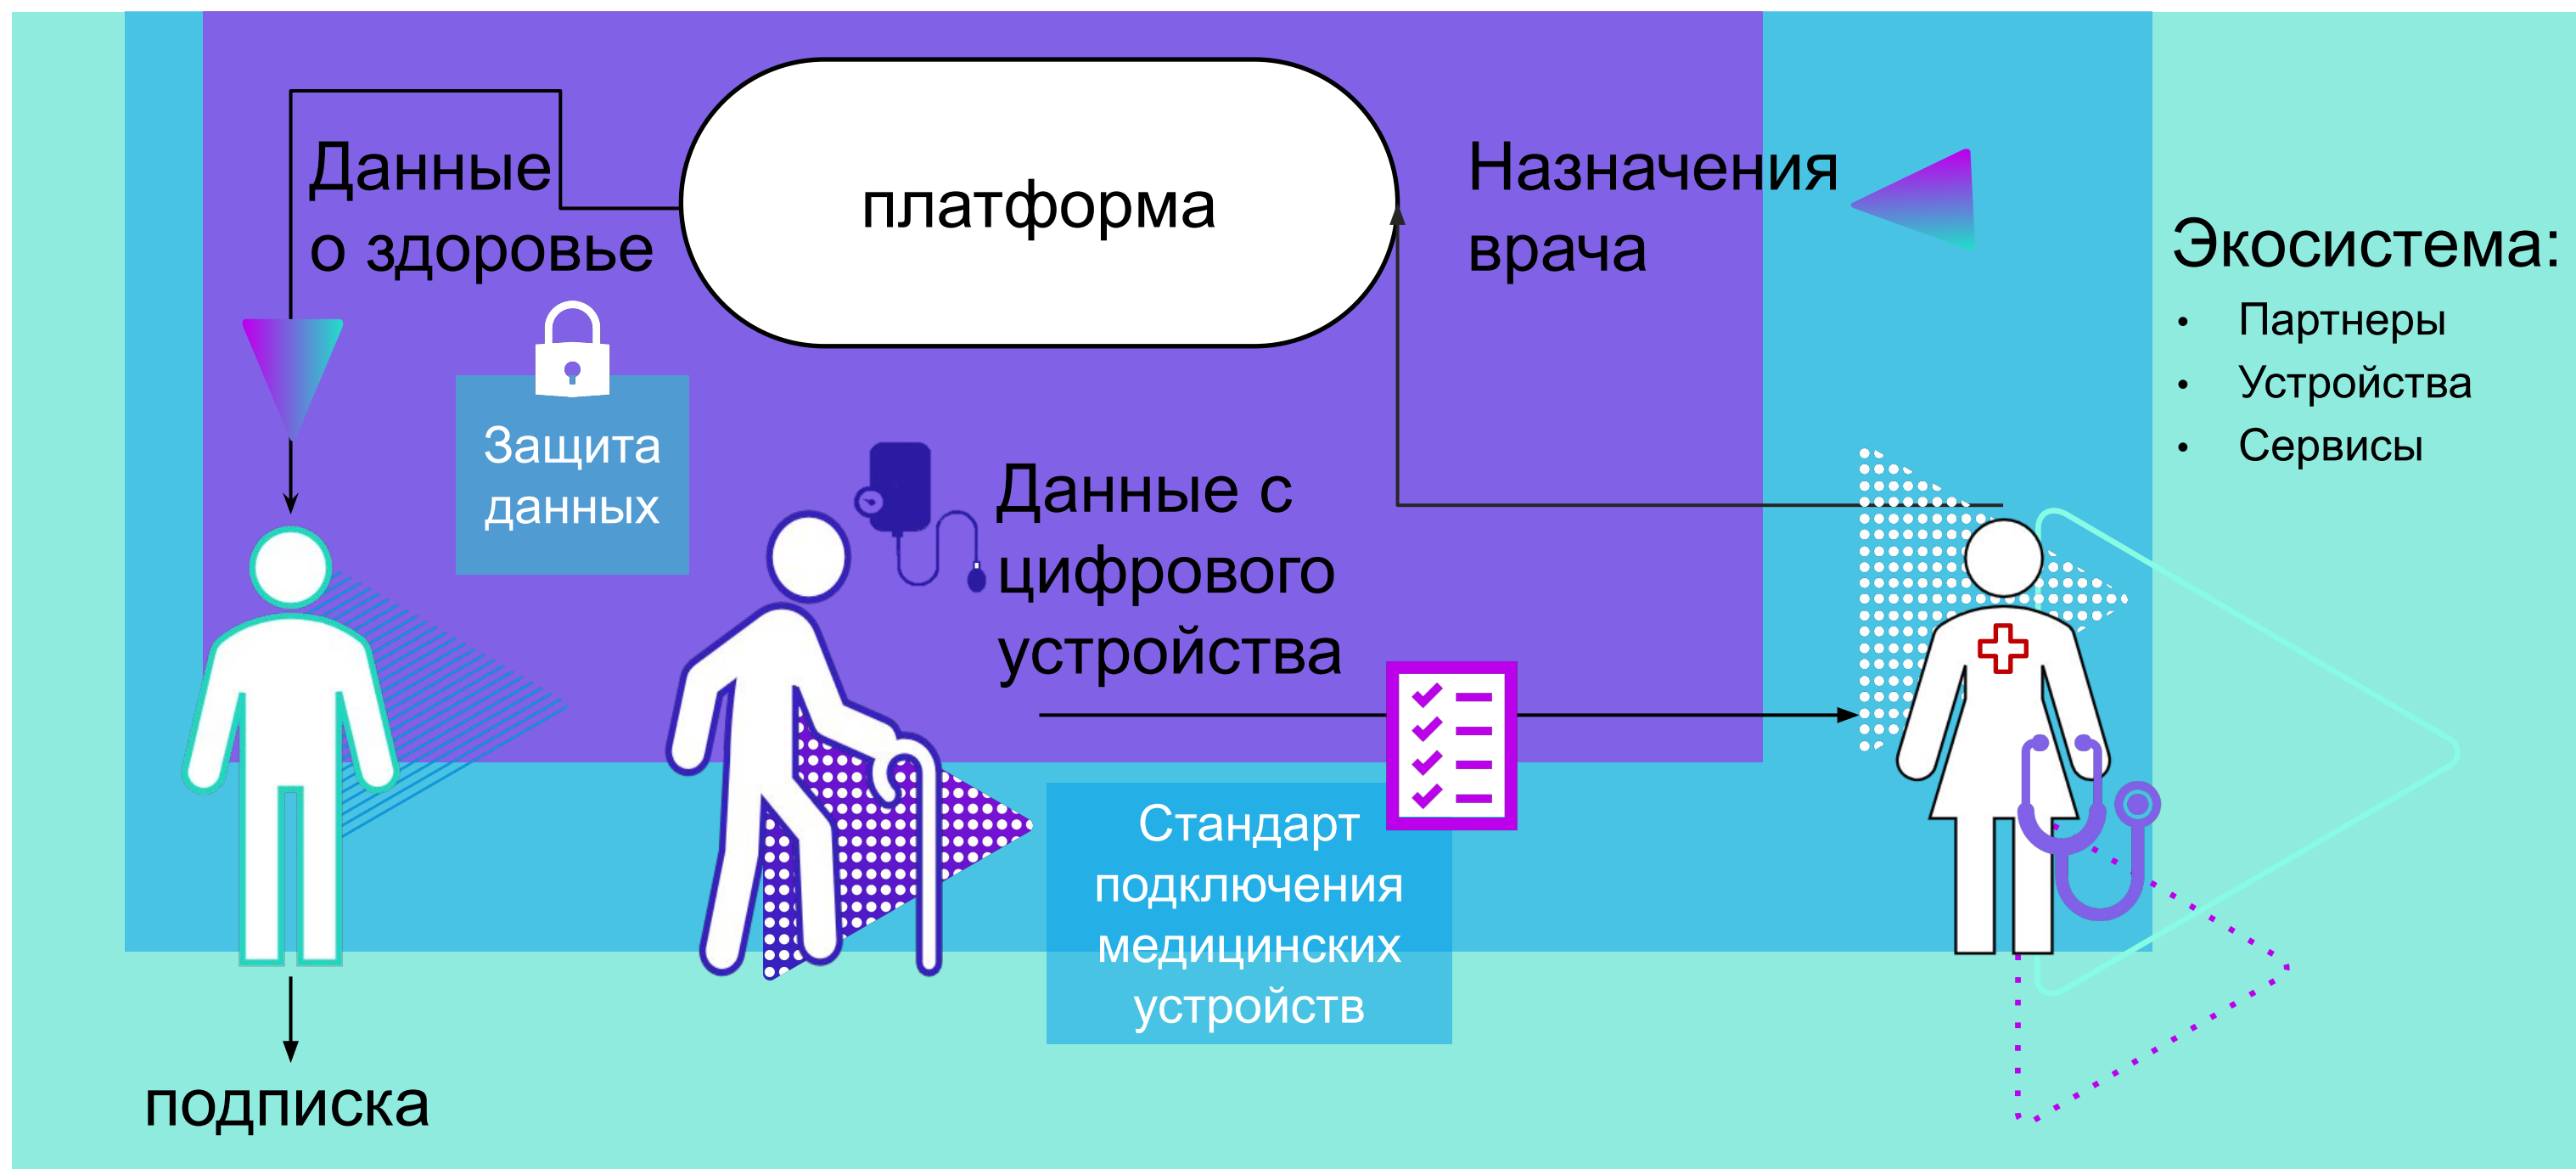 Данные
о здоровье
платформа
Назначения
врача
Экосистема:
• Партнеры
• Устройства
• Сервисы
Защита
данных
Данные с
цифрового
устройства
Стандарт
подключения
медицинских
устройств
подписка